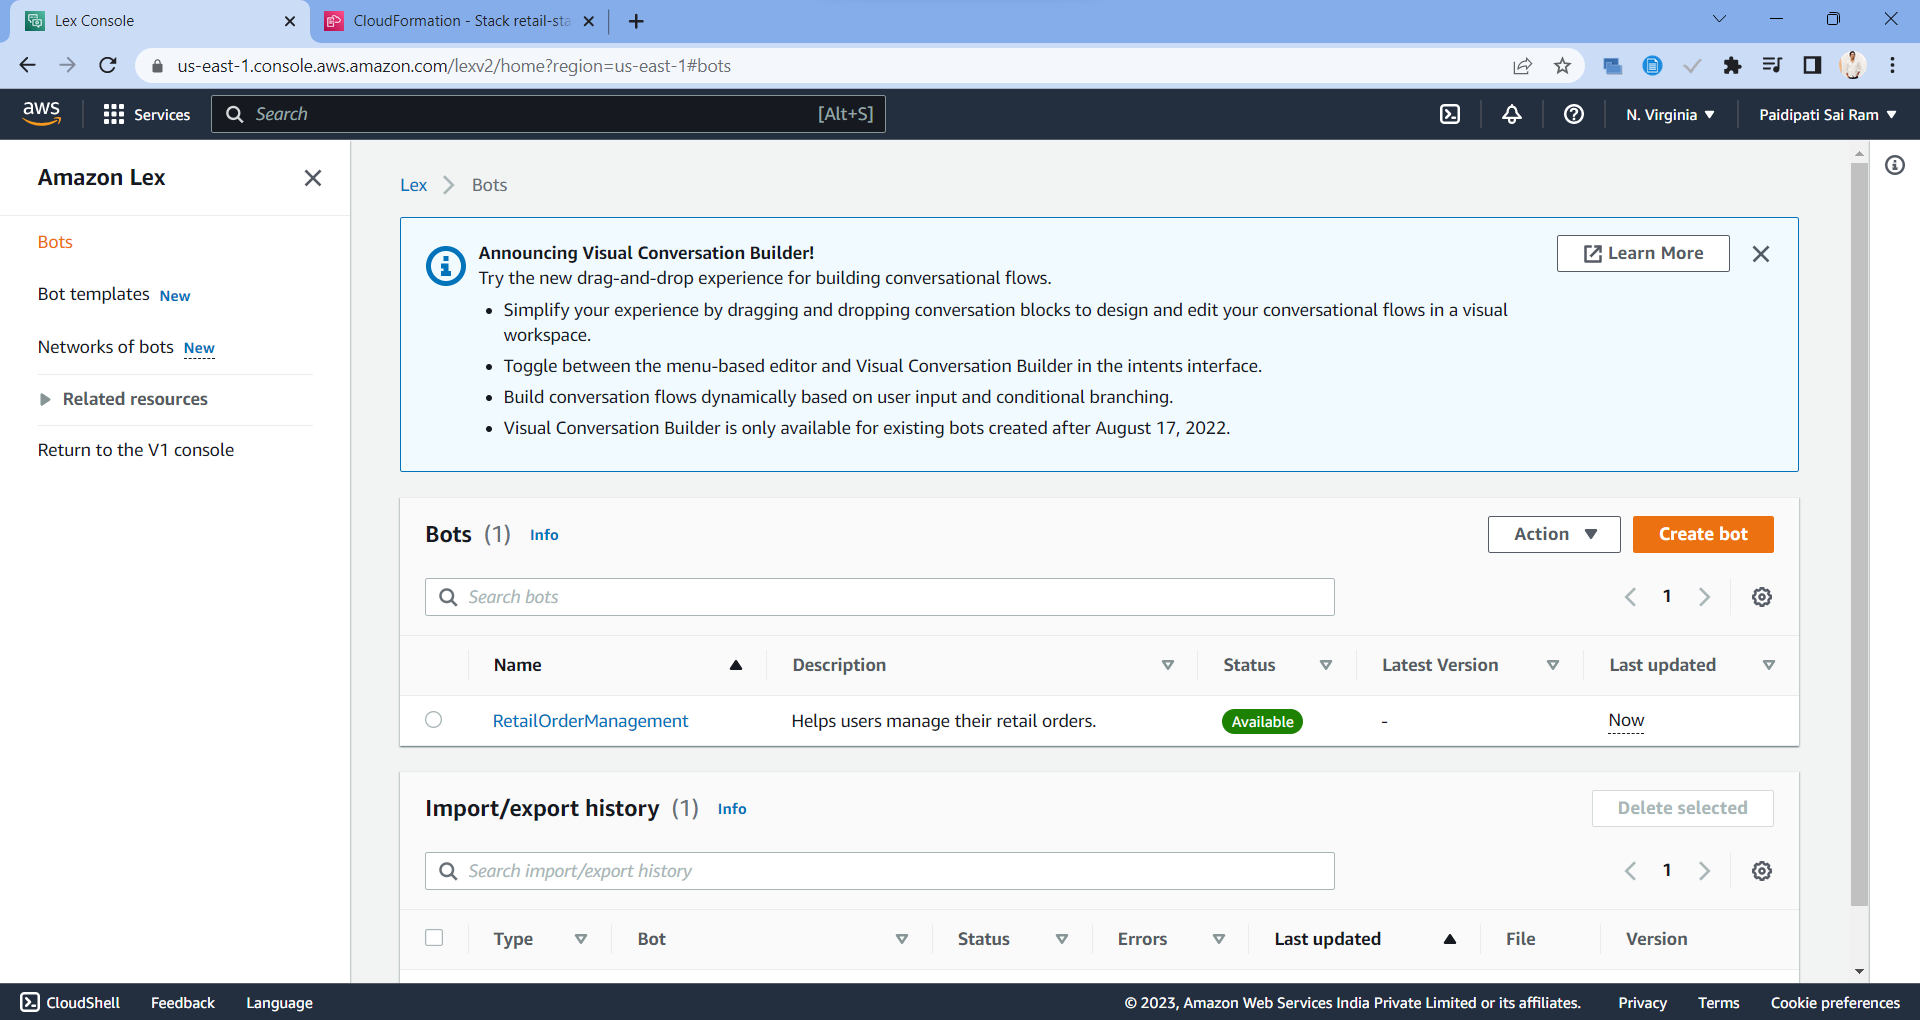 Lex Console
CloudFormation - Stack retail-sta
us-east-1.console.aws.amazon.com/lexv2/home?region=us-east-1#bots
aws
Services
Search
[Alt+S]
N. Virginia
Paidipati Sai Ram
Amazon Lex
Bots
Bot templates New
Networks of bots New
Related resources
Return to the V1 console
Lex
Bots
Announcing Visual Conversation Builder!
Try the new drag-and-drop experience for building conversational flows.
• Simplify your experience by dragging and dropping conversation blocks to design and edit your conversational flows in a visual
workspace.
• Toggle between the menu-based editor and Visual Conversation Builder in the intents interface.
• Build conversation flows dynamically based on user input and conditional branching.
• Visual Conversation Builder is only available for existing bots created after August 17, 2022.
Learn More
Bots (1) Info
Action
Create bot
Search bots
1
Name Description Status Latest Version Last updated
RetailOrderManagement Helps users manage their retail orders. Available - Now
Import/export history (1) Info
Delete selected
Search import/export history
1
Type Bot Status Errors Last updated File Version
CloudShell Feedback Language
© 2023, Amazon Web Services India Private Limited or its affiliates. Privacy Terms Cookie preferences